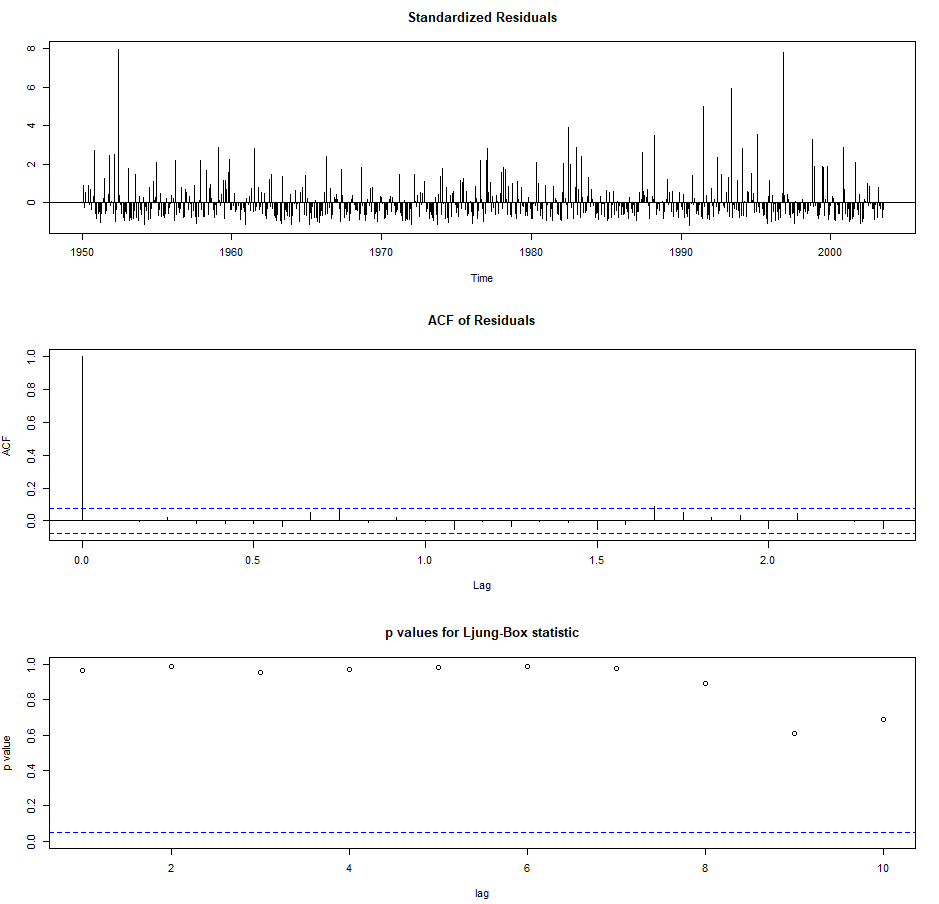 Standardized Residuals
8
6
4
2
0
1950 1960 1970 1980 1990 2000
Time
ACF of Residuals
1.0
0.8
0.6
0.4
0.2
0.0
ACF
0.0 0.5 1.0 1.5 2.0
Lag
p values for Ljung-Box statistic
1.0
0.8
0.6
0.4
0.2
0.0
p value
2 4 6 8 10
lag